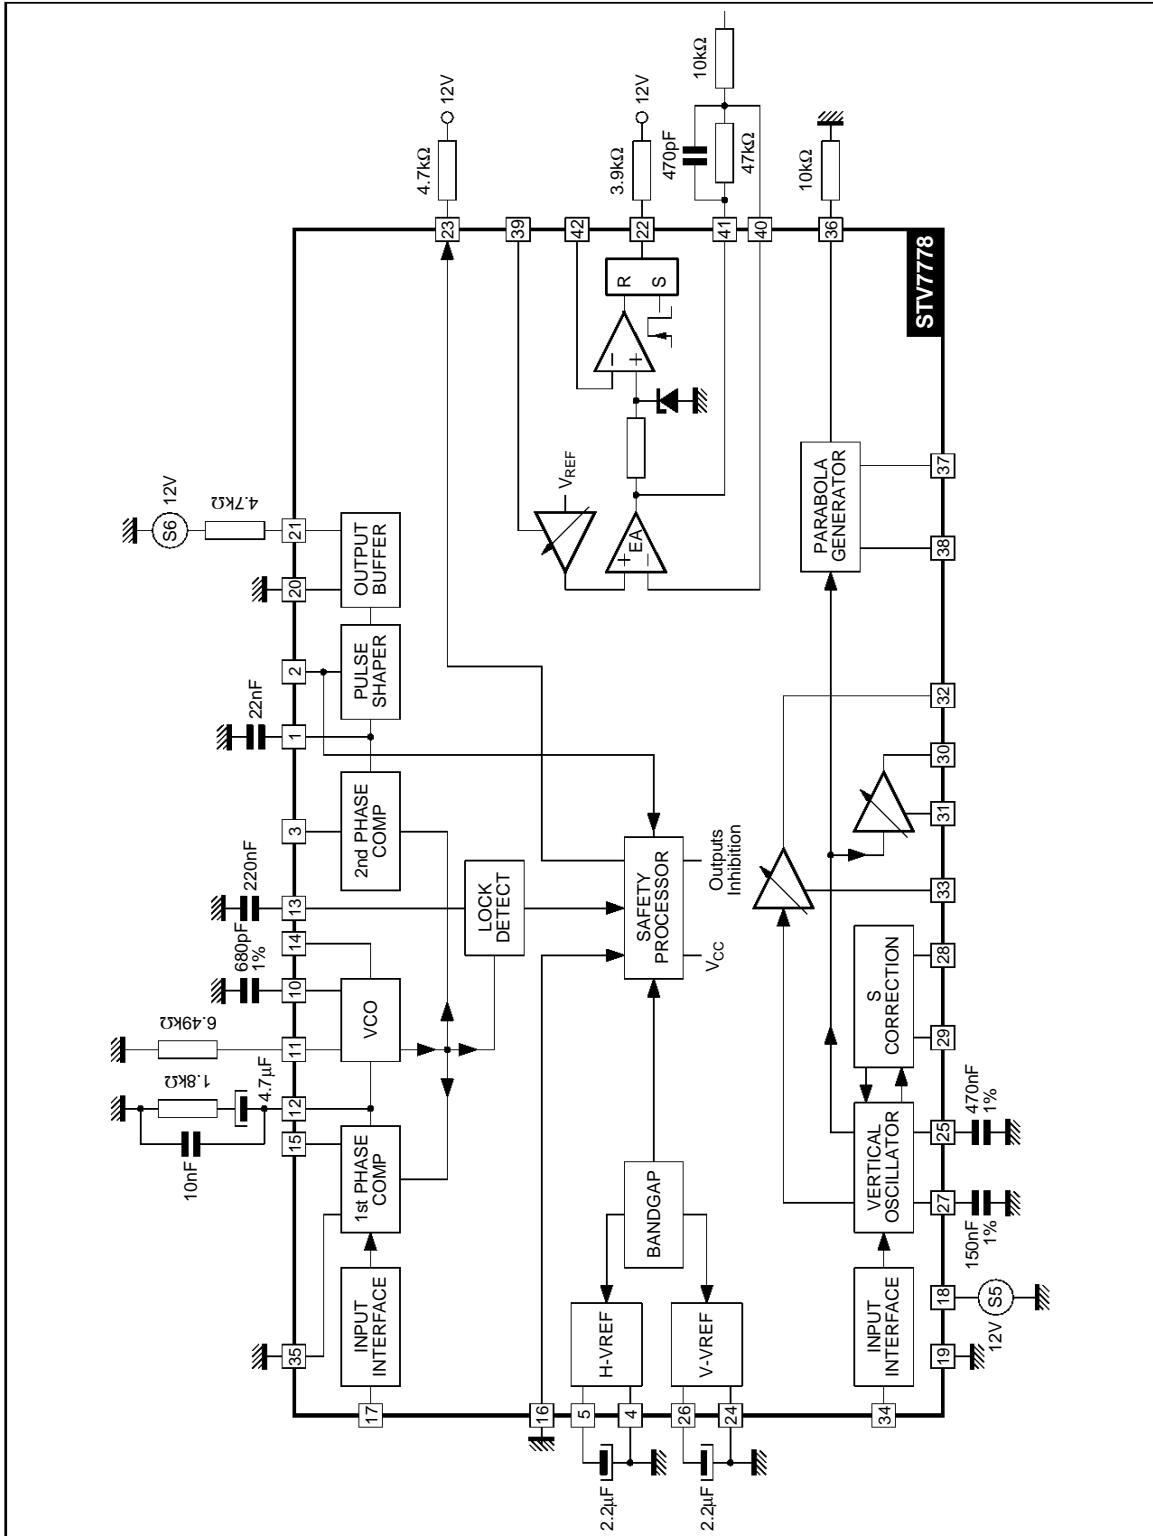 10kΩ
12V
12V
4.7kΩ
3.9kΩ
470pF
47kΩ
10kΩ
23
39
42
22
41
40
36
STV7778
R
S
−
+
VREF
EA
+
−
12V
S6
4.7kΩ
21
20
OUTPUT
BUFFER
2
PULSE
SHAPER
22nF
1
3
2nd PHASE
COMP
220nF
13
680pF
1%
14
10
6.49kΩ
11
VCO
1.8kΩ
4.7µF
12
10nF
15
1st PHASE
COMP
35
INPUT
INTERFACE
17
LOCK
DETECT
SAFETY
PROCESSOR
Outputs
Inhibition
VCC
BANDGAP
H-VREF
V-VREF
16
5
4
26
24
2.2µF
2.2µF
PARABOLA
GENERATOR
37
38
32
30
31
33
28
S
CORRECTION
29
VERTICAL
OSCILLATOR
25
470nF
1%
27
150nF
1%
INPUT
INTERFACE
34
18
S5
12V
19